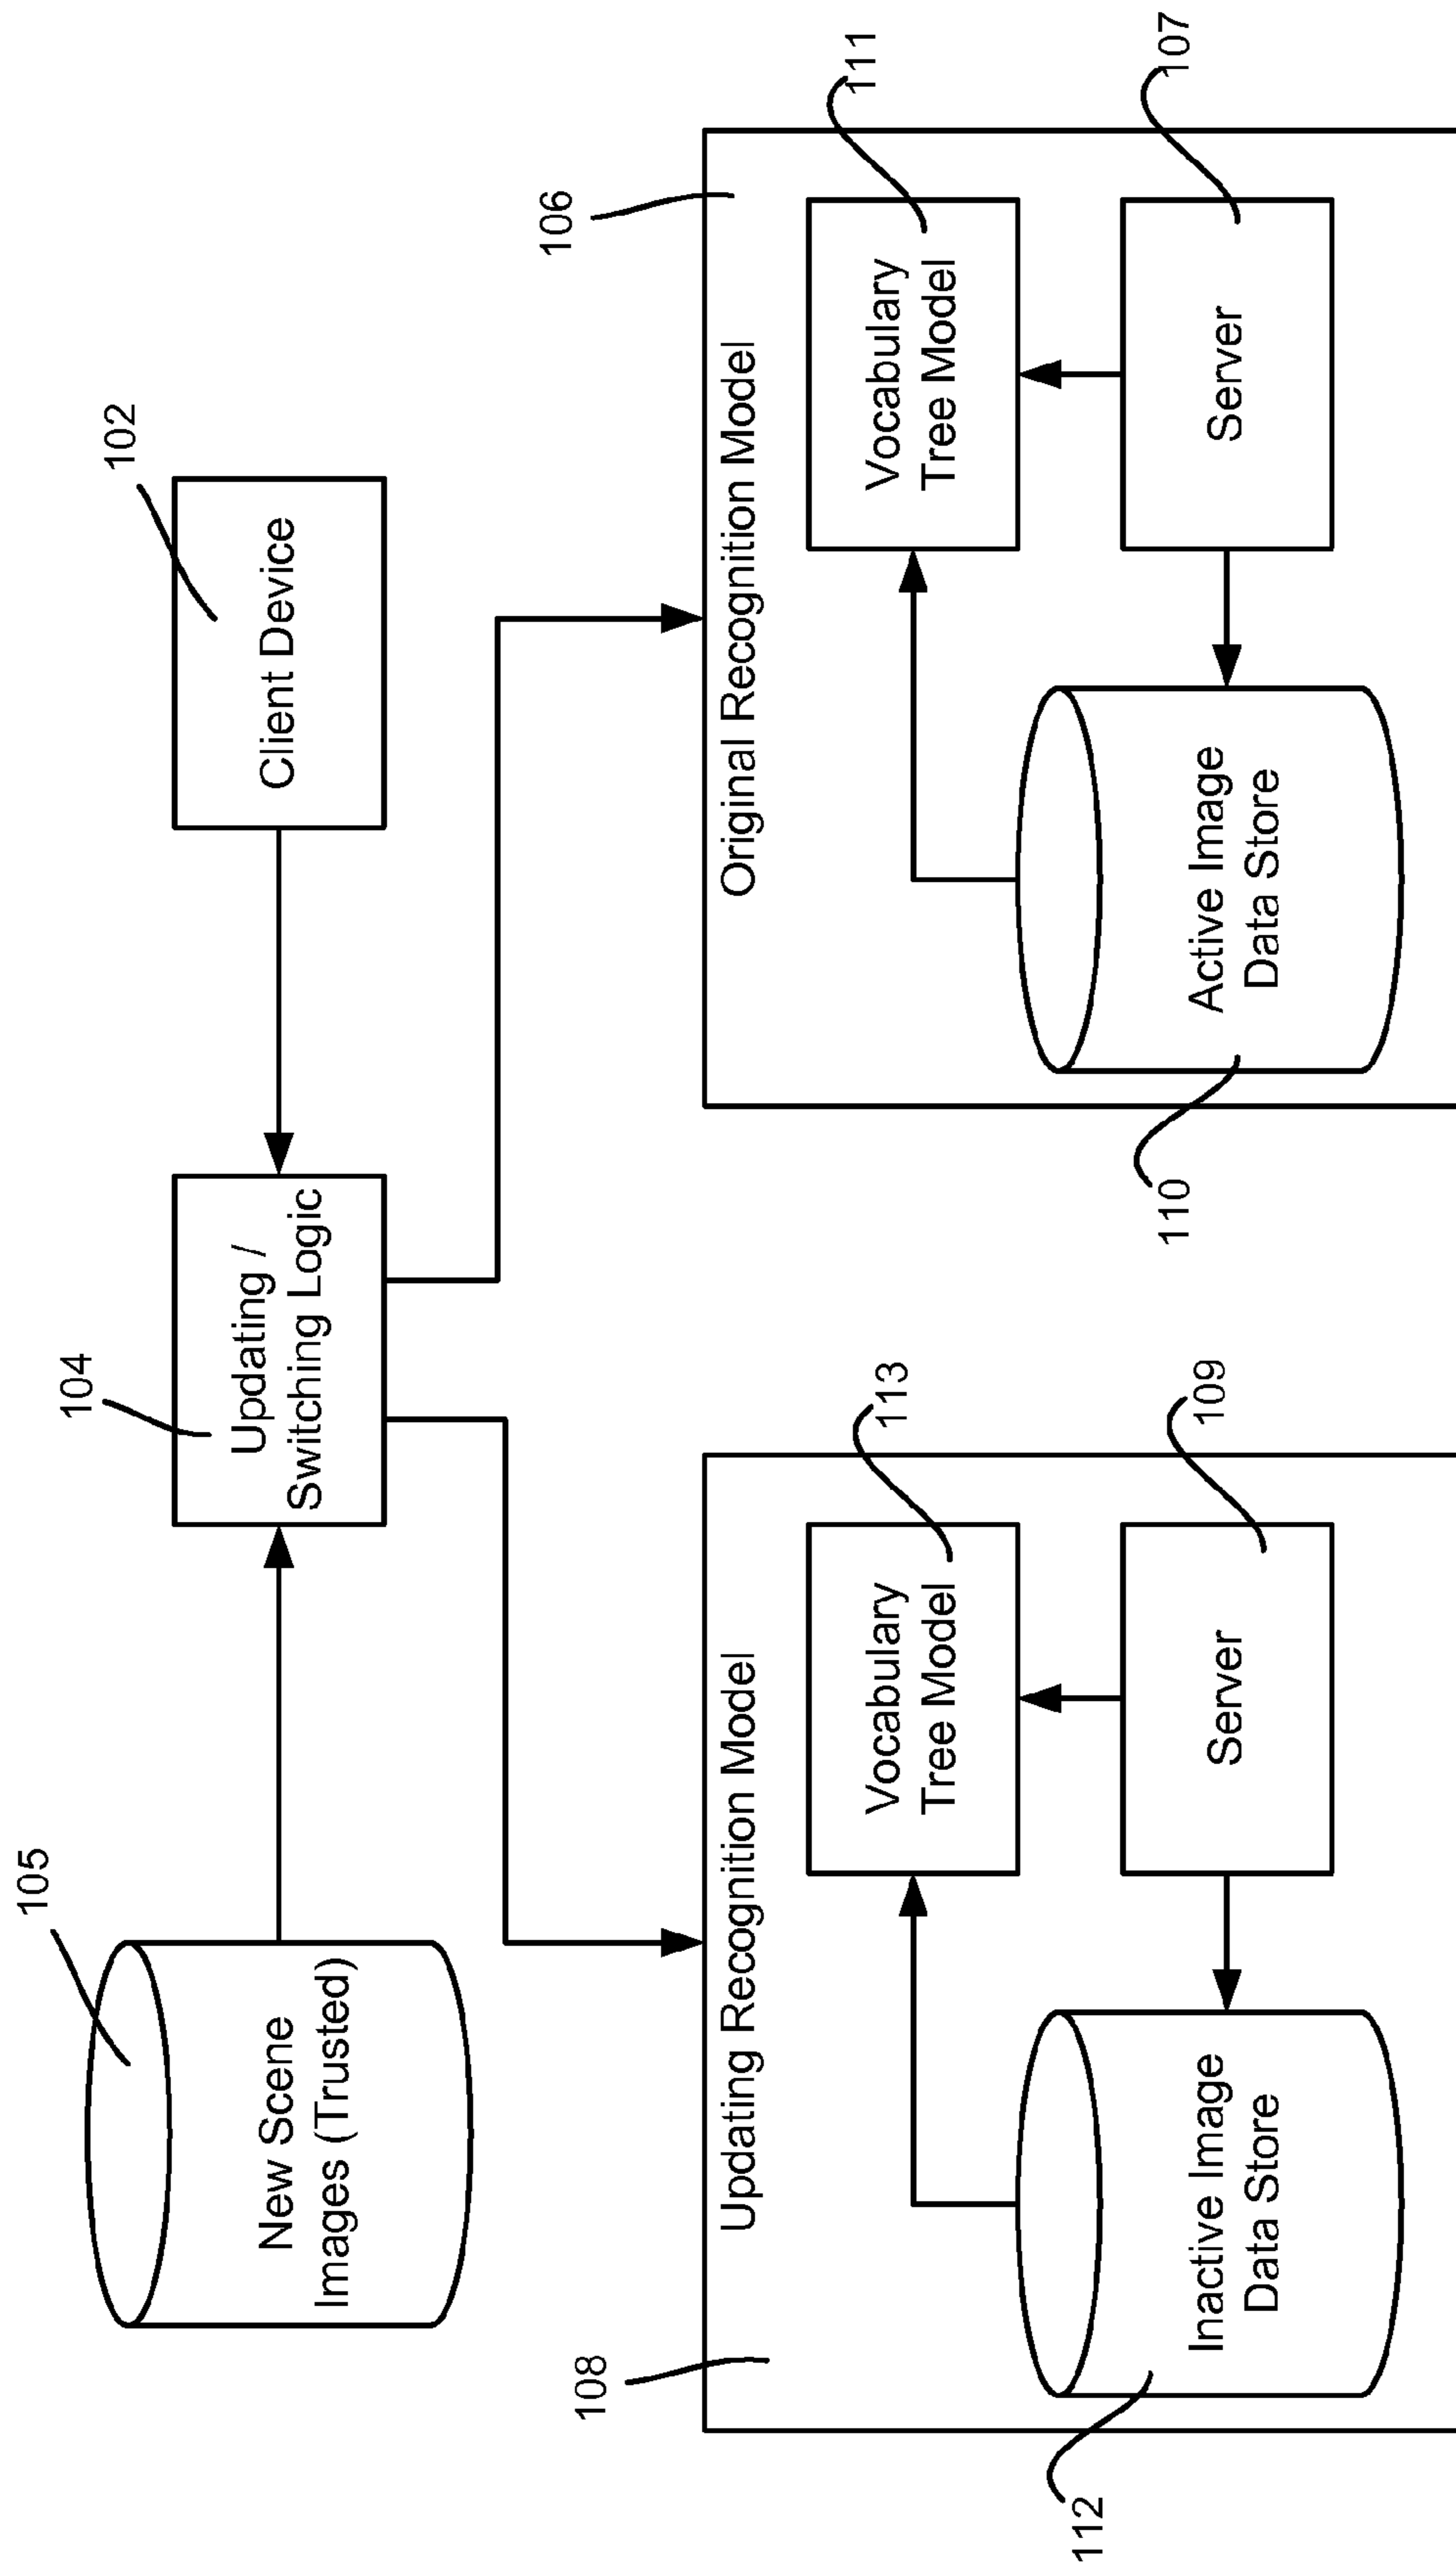 105
New Scene
Images (Trusted)
104
Updating /
Switching Logic
102
Client Device
108
Updating Recognition Model
113
Vocabulary
Tree Model
112
Inactive Image
Data Store
109
Server
106
Original Recognition Model
111
Vocabulary
Tree Model
110
Active Image
Data Store
107
Server